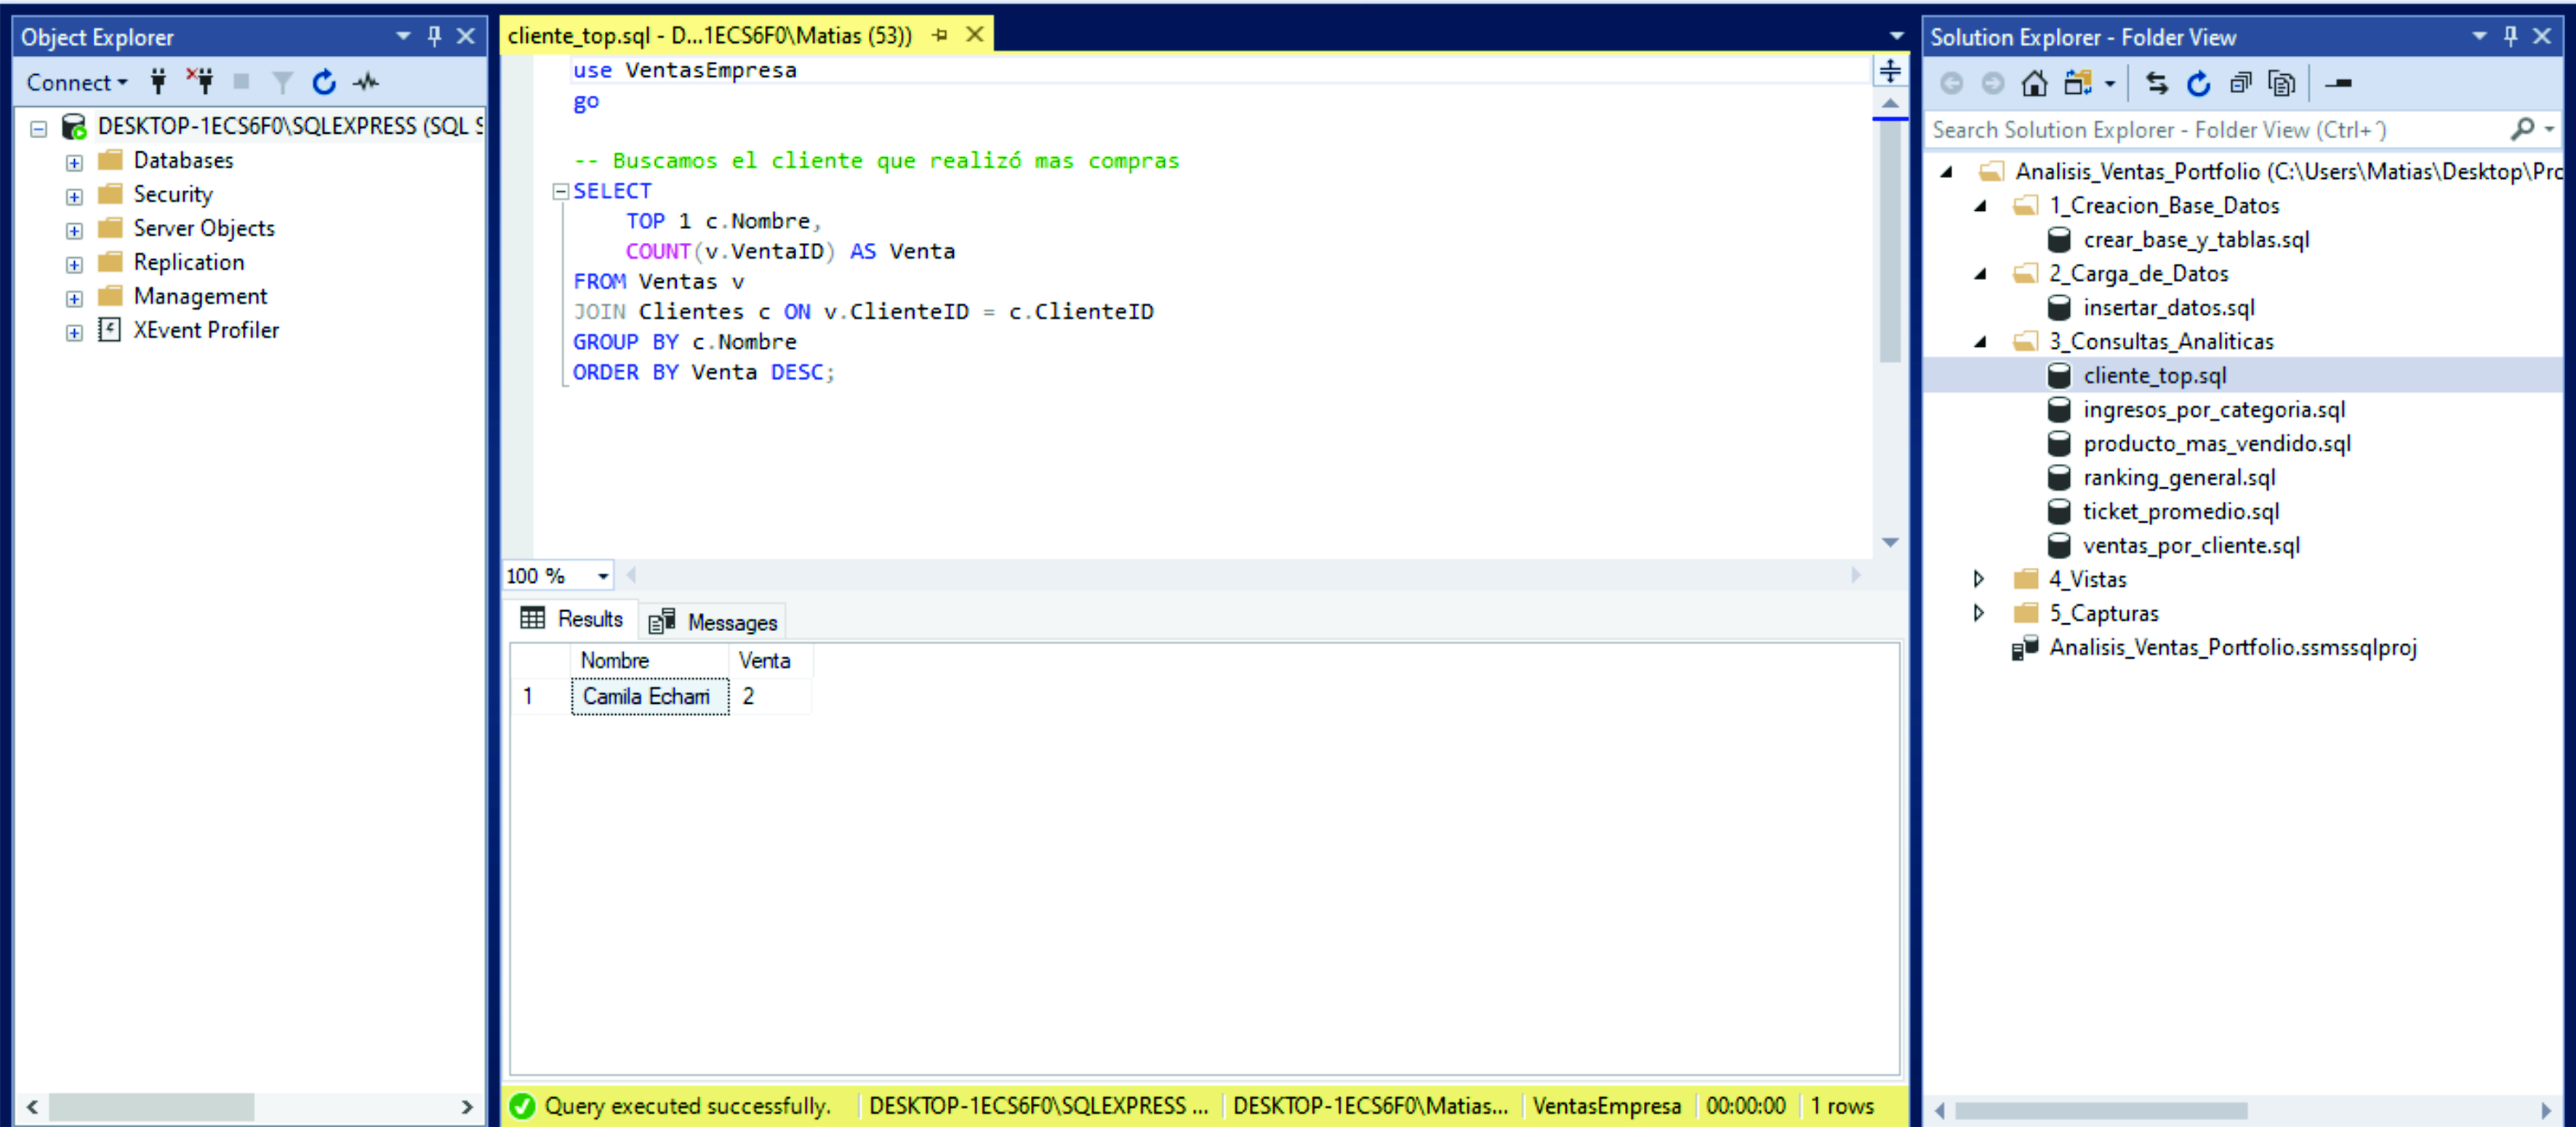 Object Explorer
Connect
DESKTOP-1ECS6F0\SQLEXPRESS (SQL S
Databases
Security
Server Objects
Replication
Management
XEvent Profiler
cliente_top.sql - D...1ECS6F0\Matias (53))
use VentasEmpresa
go
-- Buscamos el cliente que realizó mas compras
SELECT
TOP 1 c.Nombre,
COUNT(v.VentaID) AS Venta
FROM Ventas v
JOIN Clientes c ON v.ClienteID = c.ClienteID
GROUP BY c.Nombre
ORDER BY Venta DESC;
100 %
Results Messages
Nombre Venta
1 Camila Echarri 2
Query executed successfully. DESKTOP-1ECS6F0\SQLEXPRESS ... DESKTOP-1ECS6F0\Matias... VentasEmpresa 00:00:00 1 rows
Solution Explorer - Folder View
Search Solution Explorer - Folder View (Ctrl+´)
Analisis_Ventas_Portfolio (C:\Users\Matias\Desktop\Prc
1_Creacion_Base_Datos
crear_base_y_tablas.sql
2_Carga_de_Datos
insertar_datos.sql
3_Consultas_Analiticas
cliente_top.sql
ingresos_por_categoria.sql
producto_mas_vendido.sql
ranking_general.sql
ticket_promedio.sql
ventas_por_cliente.sql
4_Vistas
5_Capturas
Analisis_Ventas_Portfolio.ssmssqlproj